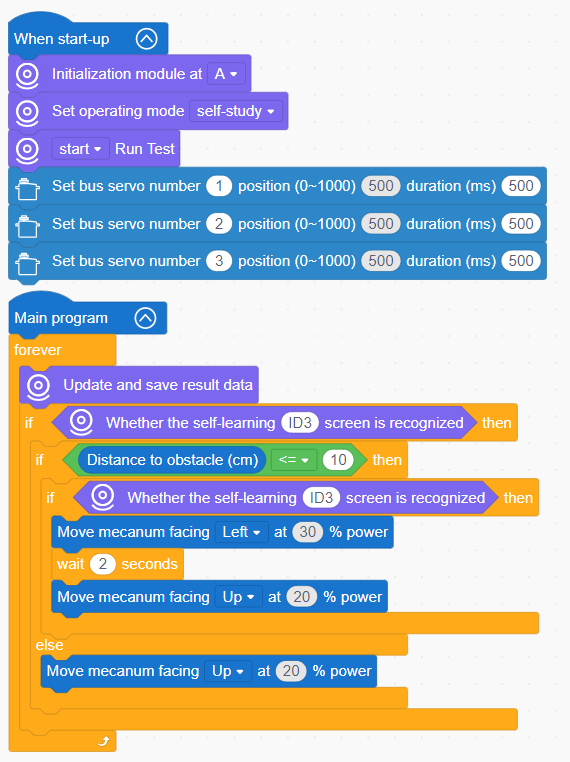 When start-up
Initialization module at A
Set operating mode self-study
start Run Test
Set bus servo number 1 position (0~1000) 500 duration (ms) 500
Set bus servo number 2 position (0~1000) 500 duration (ms) 500
Set bus servo number 3 position (0~1000) 500 duration (ms) 500
Main program
forever
Update and save result data
if Whether the self-learning ID3 screen is recognized then
if Distance to obstacle (cm) <= 10 then
if Whether the self-learning ID3 screen is recognized then
Move mecanum facing Left at 30 % power
wait 2 seconds
Move mecanum facing Up at 20 % power
else
Move mecanum facing Up at 20 % power